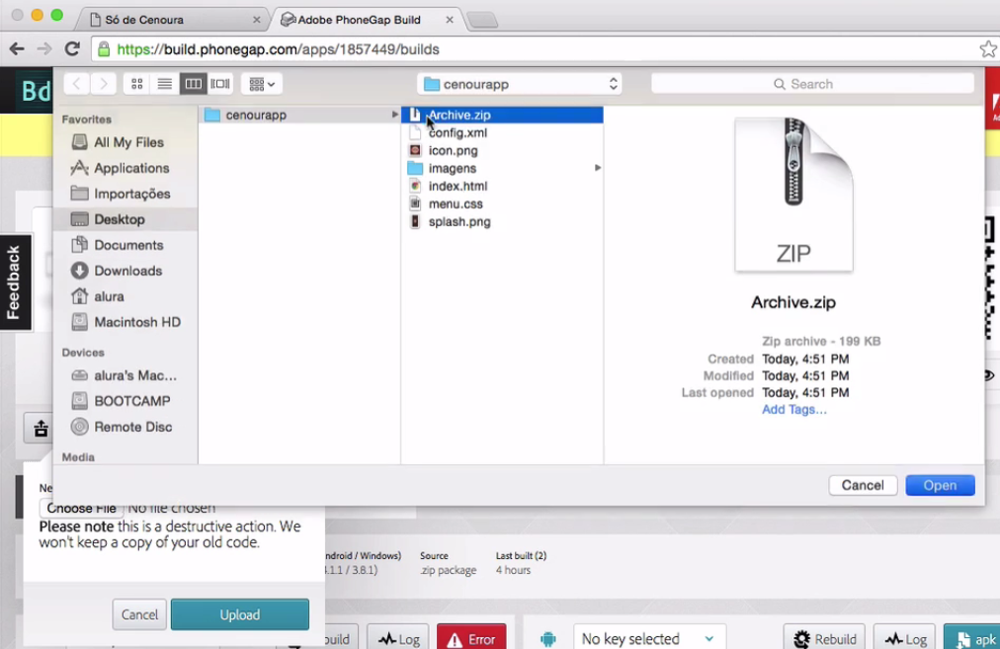 Só de Cenoura
Adobe PhoneGap Build
https://build.phonegap.com/apps/1857449/builds
Bd
cenourapp
Search
Favorites
All My Files
Applications
Importações
Desktop
Documents
Downloads
alura
Macintosh HD
Devices
alura's Mac...
BOOTCAMP
Remote Disc
Media
cenourapp
Archive.zip
config.xml
icon.png
imagens
index.html
menu.css
splash.png
ZIP
Archive.zip
Zip archive - 199 KB
Created Today, 4:51 PM
Modified Today, 4:51 PM
Last opened Today, 4:51 PM
Add Tags...
Cancel
Open
Feedback
Ne
Choose File No file chosen
Please note this is a destructive action. We
won't keep a copy of your old code.
Cancel
Upload
ndroid / Windows)
.1.1 / 3.8.1)
Source
.zip package
Last built (2)
4 hours
uild
Log
Error
No key selected
Rebuild
Log
apk